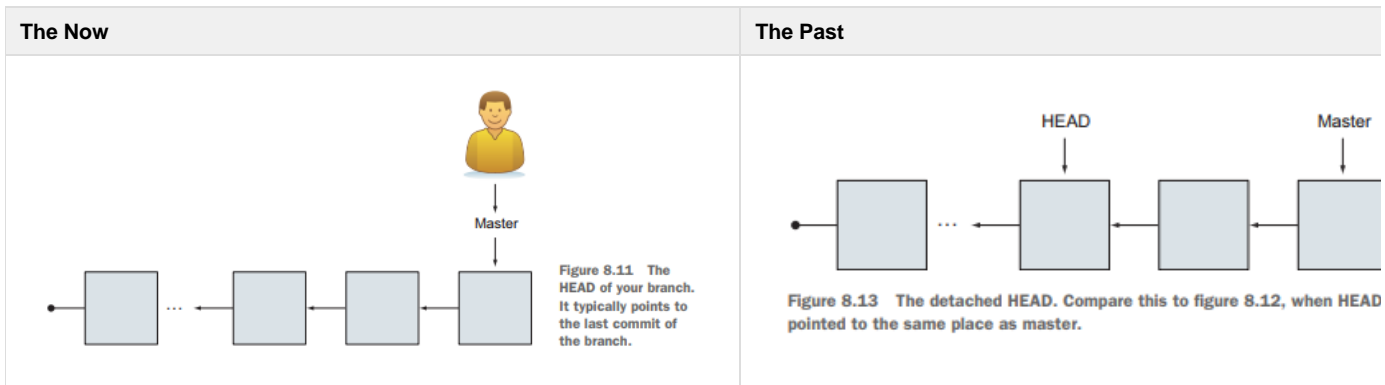 The Now
The Past
Master
...
Figure 8.11 The
HEAD of your branch.
It typically points to
the last commit of
the branch.
HEAD
Master
...
Figure 8.13 The detached HEAD. Compare this to figure 8.12, when HEAD
pointed to the same place as master.